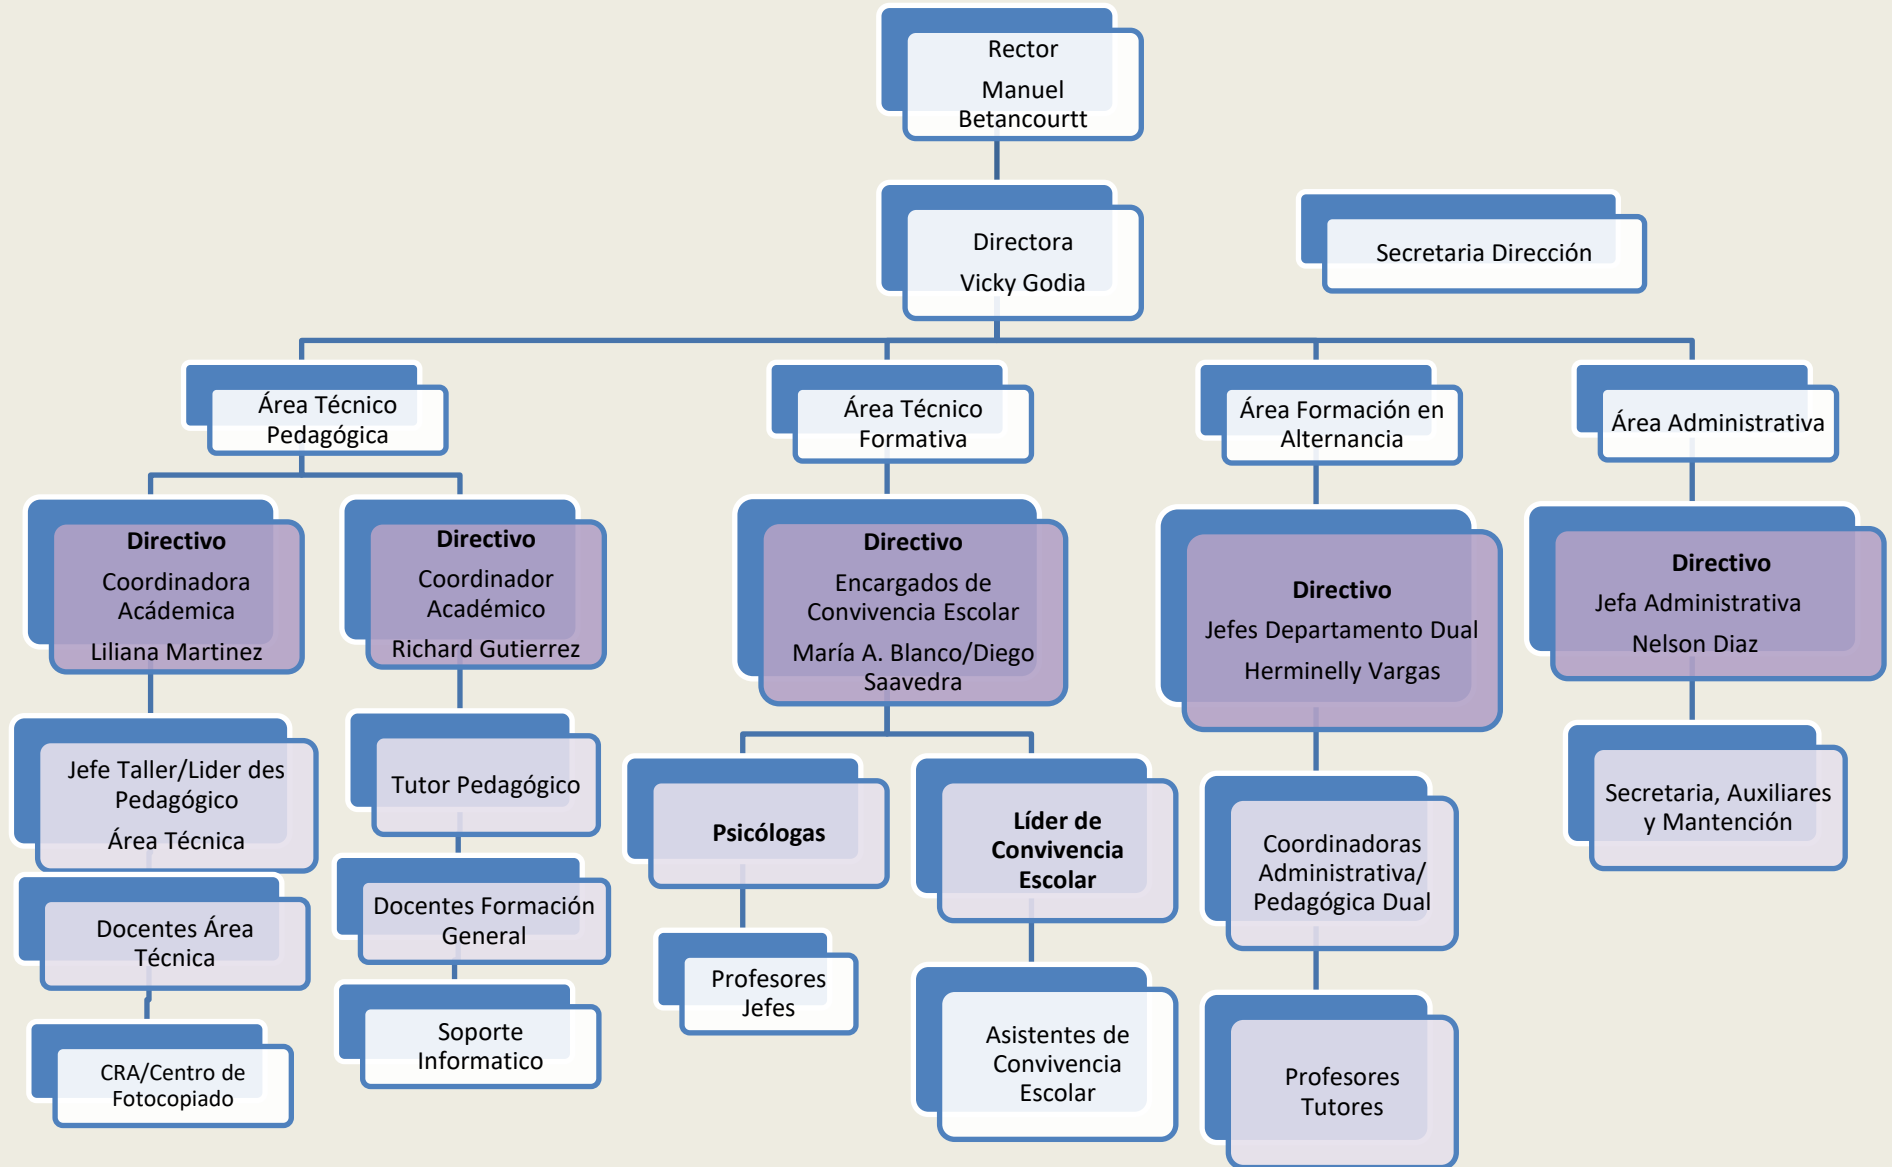 Rector
Manuel
Betancourtt
Directora
Vicky Godia
Secretaria Dirección
Área Técnico
Pedagógica
Área Técnico
Formativa
Área Formación en
Alternancia
Área Administrativa
Directivo
Coordinadora
Acádemica
Liliana Martinez
Directivo
Coordinador
Académico
Richard Gutierrez
Directivo
Encargados de
Convivencia Escolar
María A. Blanco/Diego
Saavedra
Directivo
Jefes Departamento Dual
Herminelly Vargas
Directivo
Jefa Administrativa
Nelson Diaz
Jefe Taller/Lider des
Pedagógico
Área Técnica
Tutor Pedagógico
Psicólogas
Líder de
Convivencia
Escolar
Coordinadoras
Administrativa/
Pedagógica Dual
Secretaria, Auxiliares
y Mantención
Docentes Área
Técnica
Docentes Formación
General
Profesores
Jefes
Asistentes de
Convivencia
Escolar
Profesores
Tutores
CRA/Centro de
Fotocopiado
Soporte
Informatico